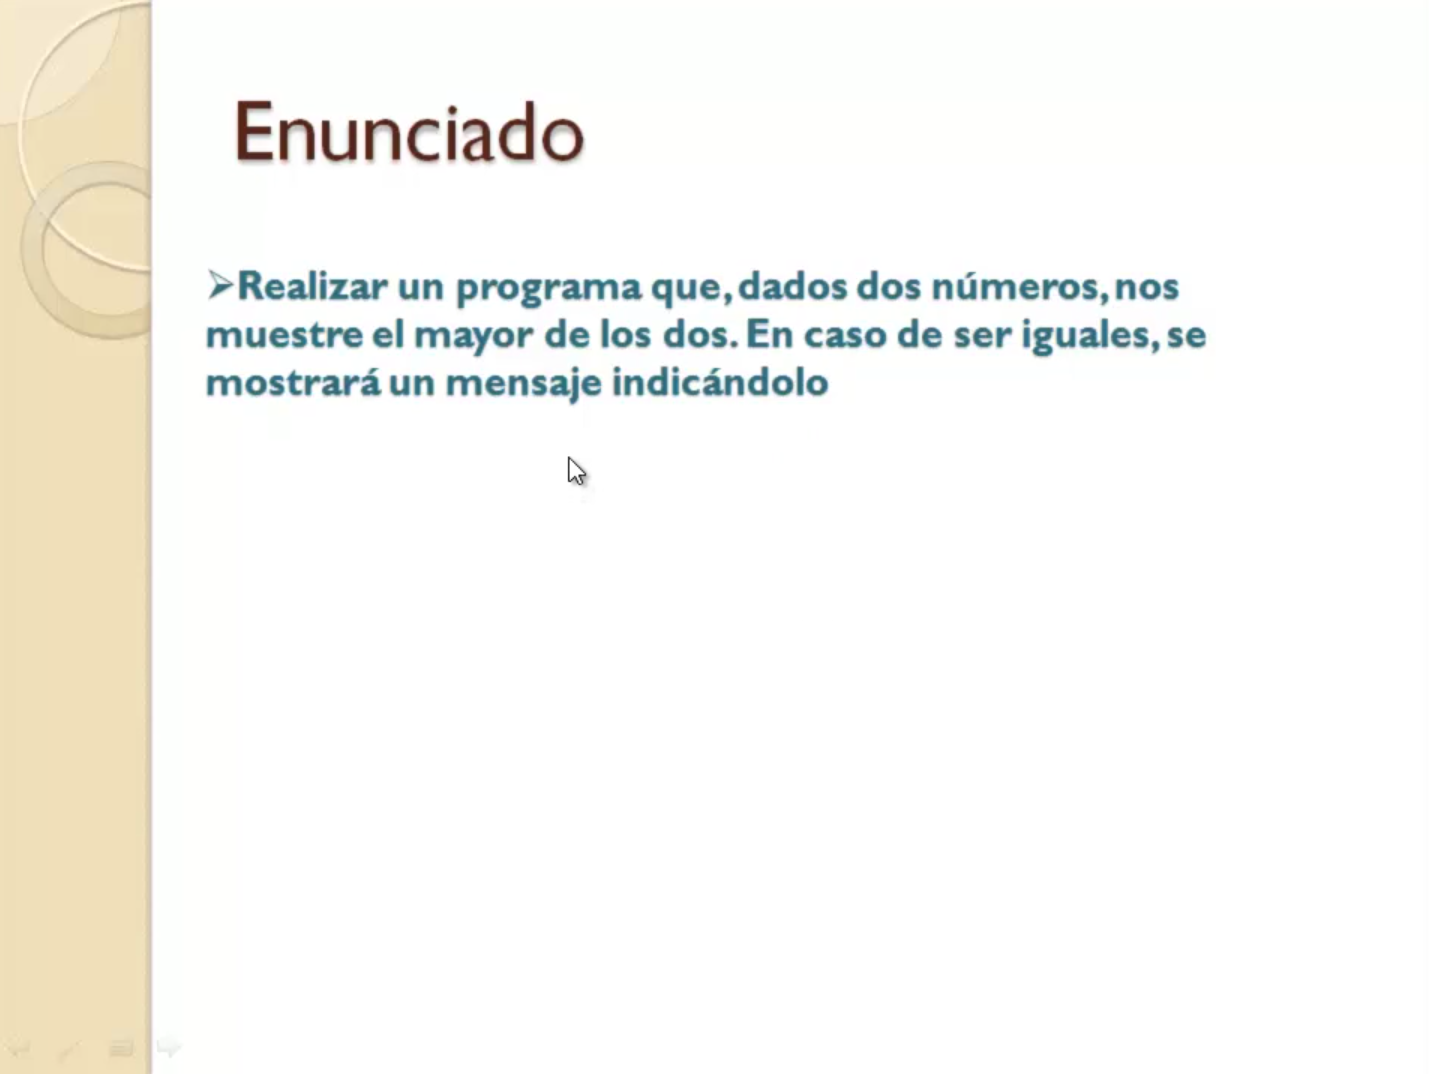 Enunciado
➢Realizar un programa que, dados dos números, nos
muestre el mayor de los dos. En caso de ser iguales, se
mostrará un mensaje indicándolo